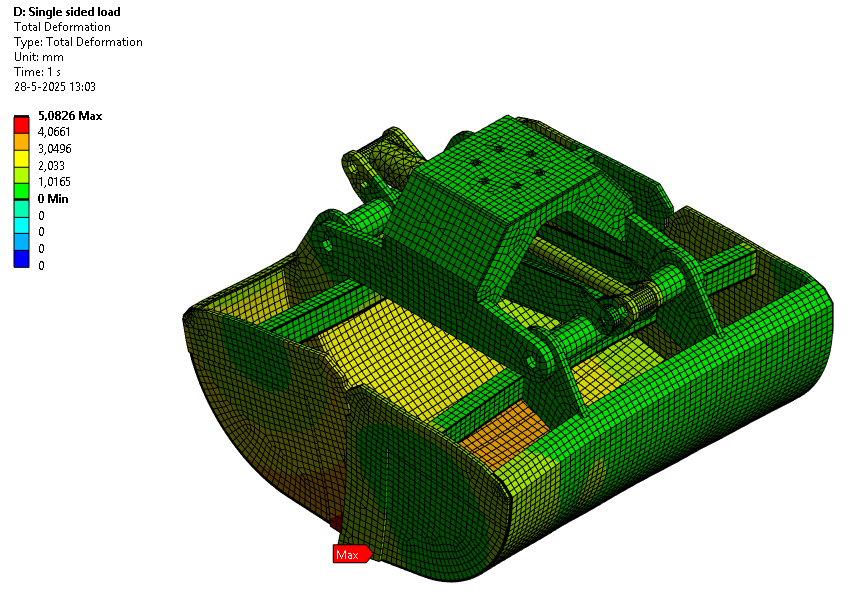 D: Single sided load
Total Deformation
Type: Total Deformation
Unit: mm
Time: 1 s
28-5-2025 13:03
5,0826 Max
4,0661
3,0496
2,033
1,0165
0 Min
0
0
0
0
Max